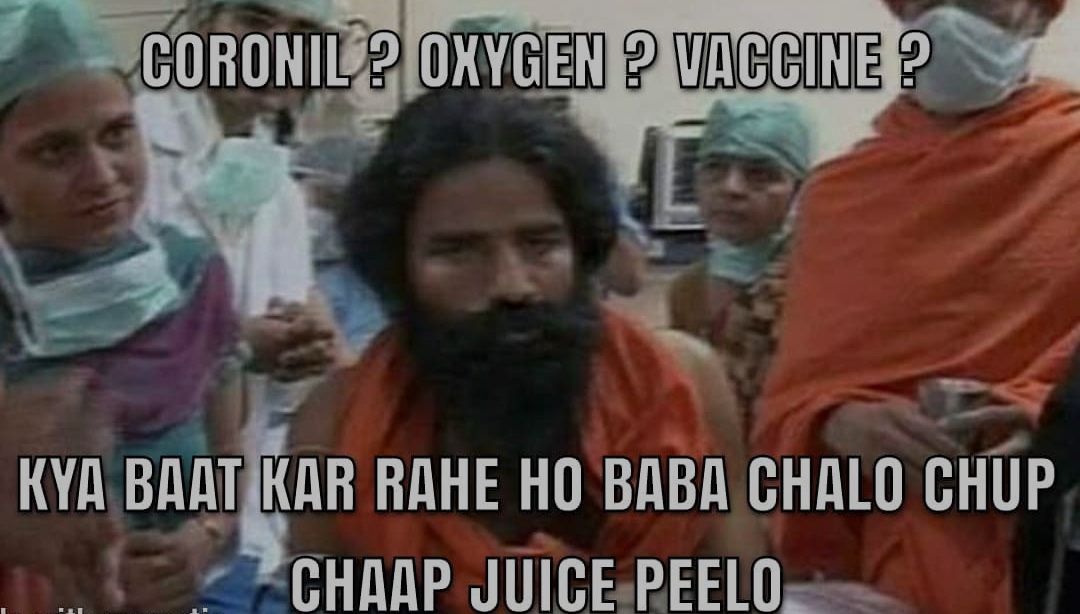 CORONIL ? OXYGEN ? VACCINE ?
KYA BAAT KAR RAHE HO BABA CHALO CHUP
CHAAP JUICE PEELO